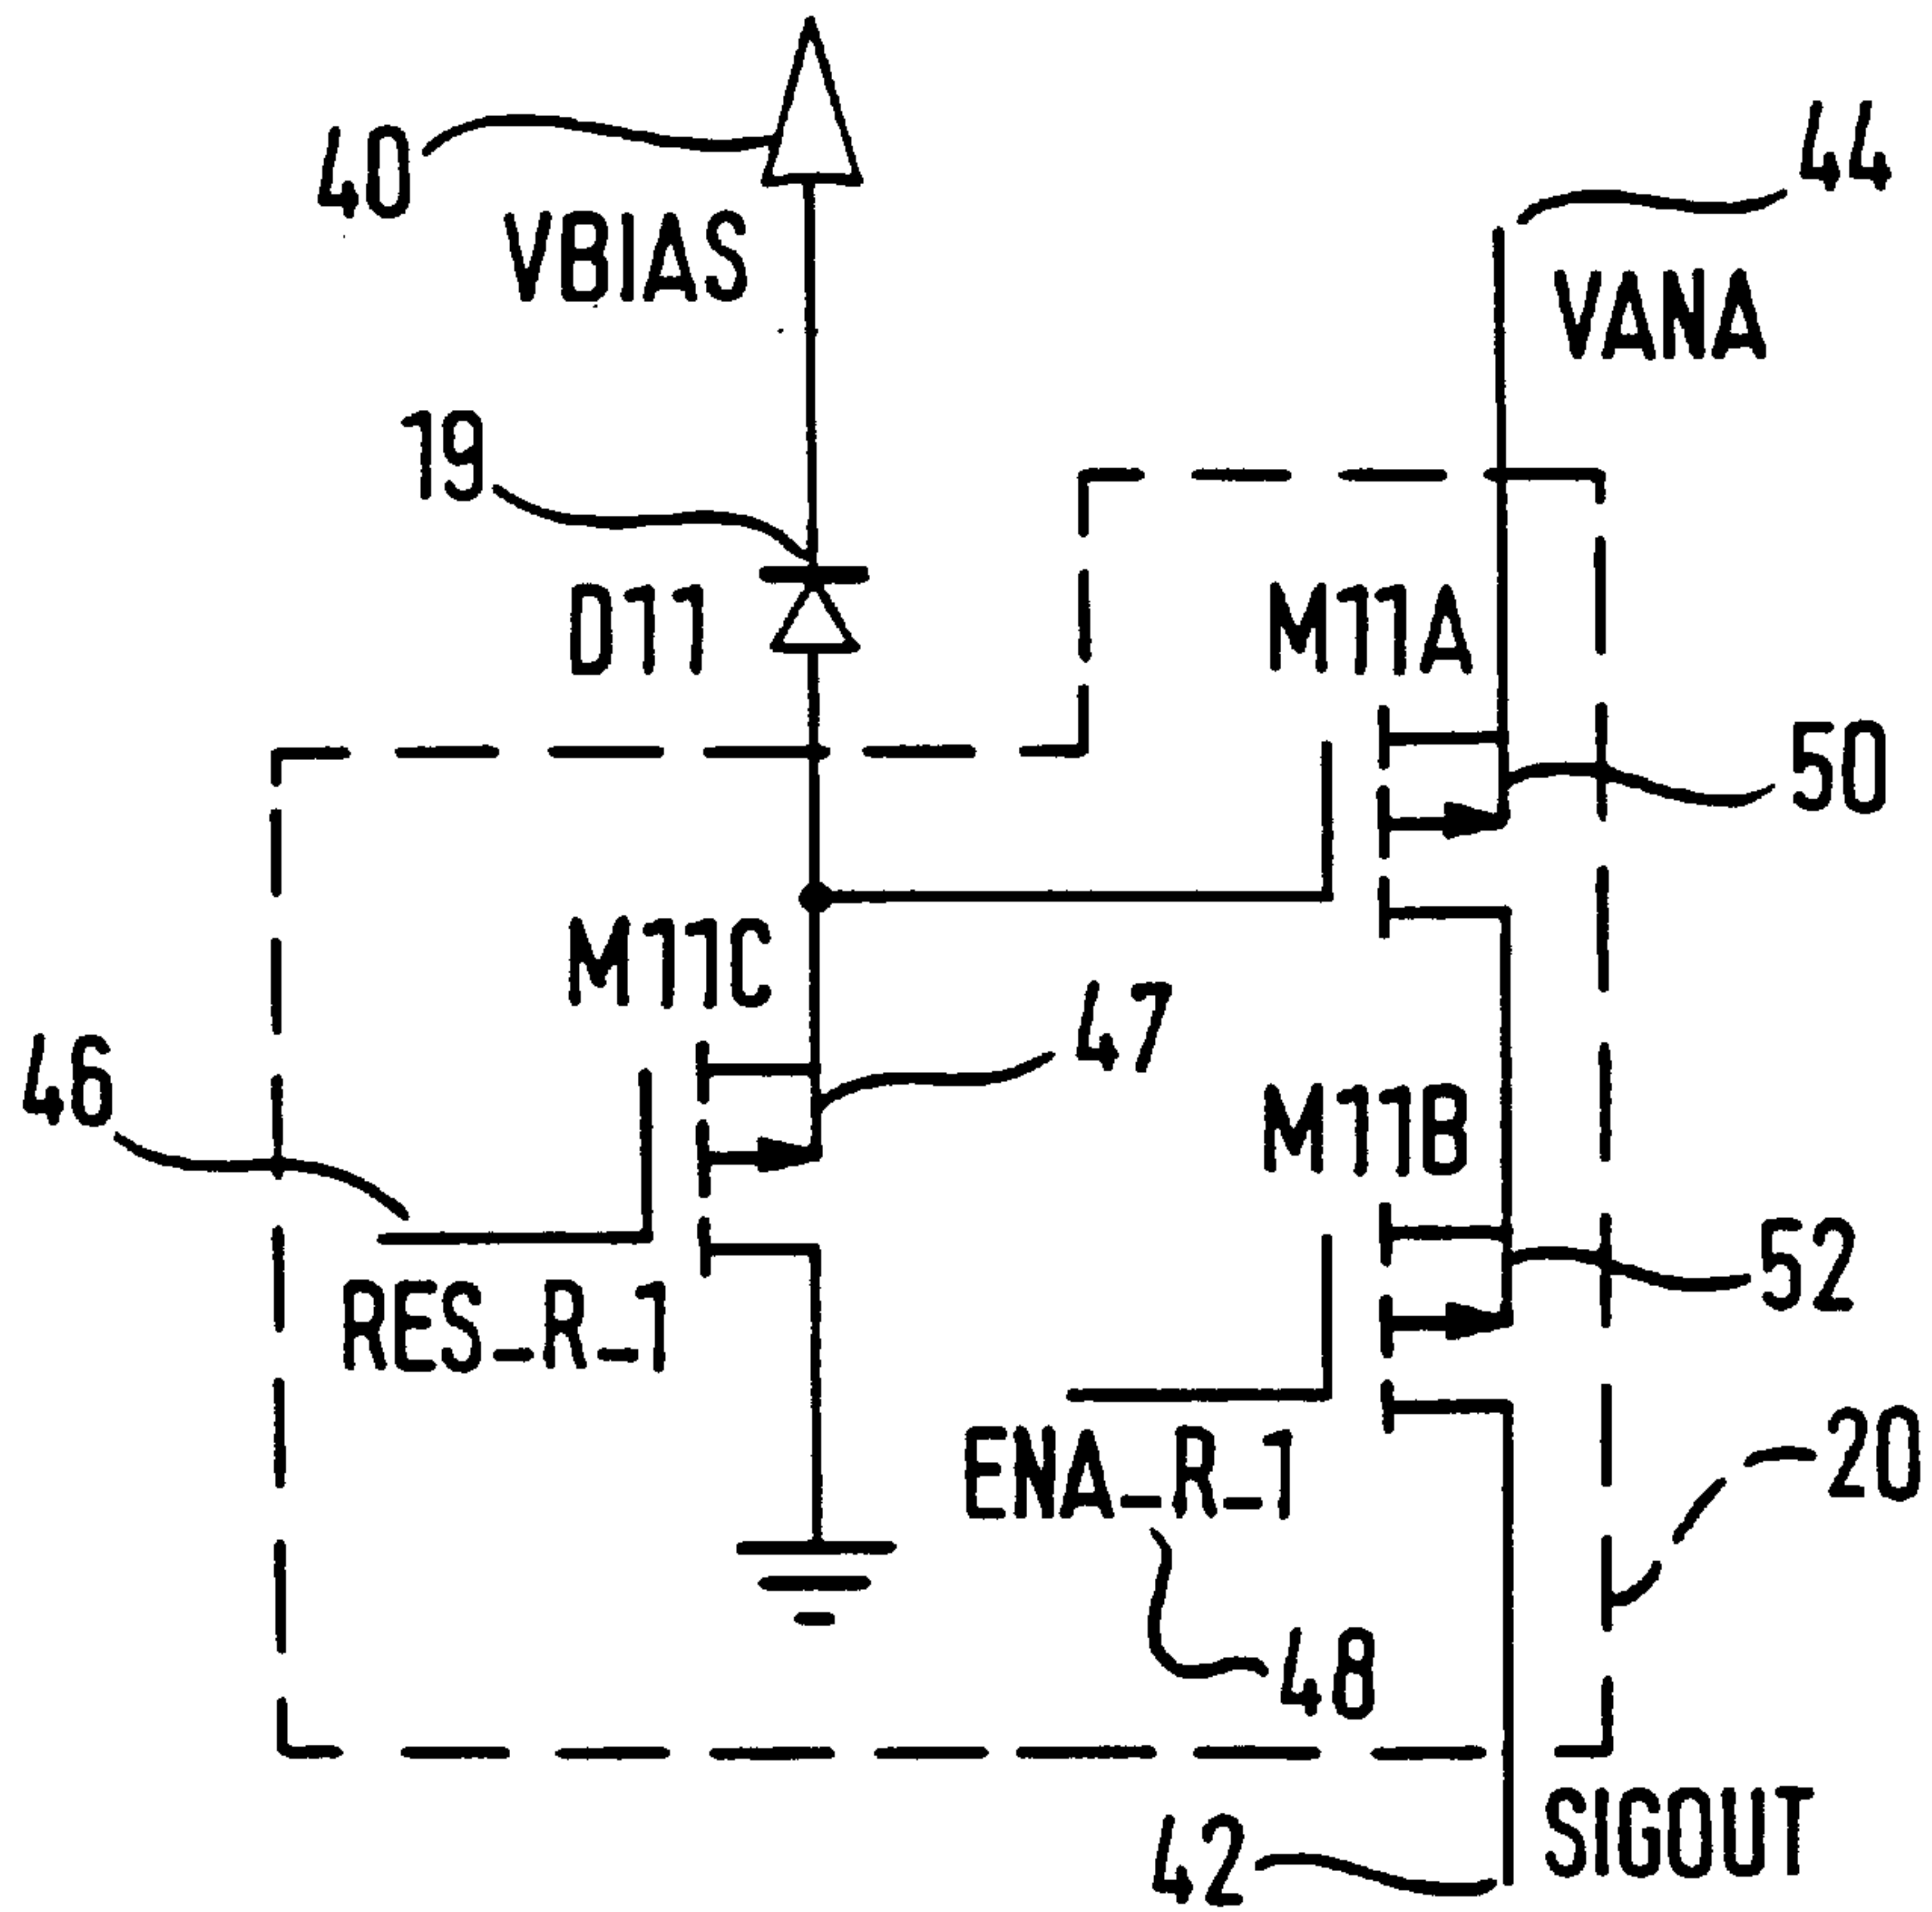 40
VBIAS
44
VANA
19
D11
M11A
50
M11C
47
46
M11B
RES_R_1
52
ENA_R_1
20
48
SIGOUT
42